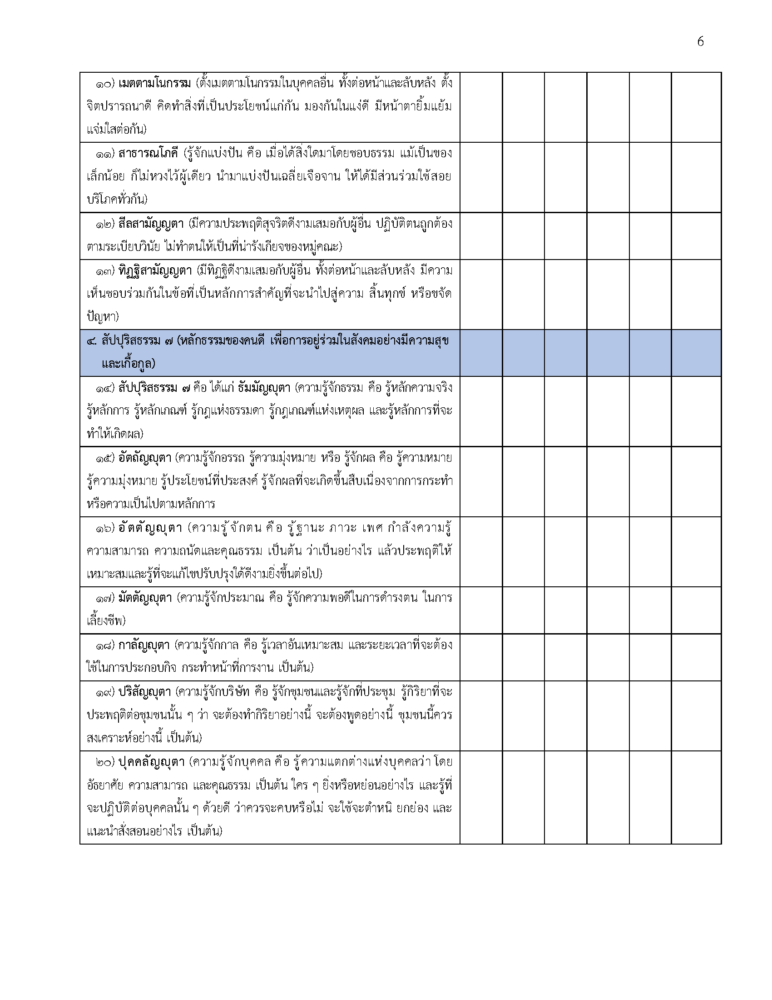 6
๑๐) เมตตามโนกรรม (ตั้งเมตตามโนกรรมในบุคคลอื่น ทั้งต่อหน้าและลับหลัง ตั้ง
จิตปรารถนาดี คิดทำสิ่งที่เป็นประโยชน์แก่กัน มองกันในแง่ดี มีหน้าตายิ้มแย้ม
แจ่มใสต่อกัน)
๑๑) สาธารณโภคี (รู้จักแบ่งปัน คือ เมื่อได้สิ่งใดมาโดยชอบธรรม แม้เป็นของ
เล็กน้อย ก็ไม่หวงไว้ผู้เดียว นำมาแบ่งปันเฉลี่ยเจือจาน ให้ได้มีส่วนร่วมใช้สอย
บริโภคทั่วกัน)
๑๒) สีลสามัญญตา (มีความประพฤติสุจริตดีงามเสมอกับผู้อื่น ปฏิบัติตนถูกต้อง
ตามระเบียบวินัย ไม่ทำตนให้เป็นที่น่ารังเกียจของหมู่คณะ)
๑๓) ทิฏฐิสามัญญตา (มีทิฏฐิดีงามเสมอกับผู้อื่น ทั้งต่อหน้าและลับหลัง มีความ
เห็นชอบร่วมกันในข้อที่เป็นหลักการสำคัญที่จะนำไปสู่ความ สิ้นทุกข์ หรือขจัด
ปัญหา)
๔. สัปปุริสธรรม ๗ (หลักธรรมของคนดี เพื่อการอยู่ร่วมในสังคมอย่างมีความสุข
และเกื้อกูล)
๑๔) สัปปุริสธรรม ๗ คือ ได้แก่ ธัมมัญญุตา (ความรู้จักธรรม คือ รู้หลักความจริง
รู้หลักการ รู้หลักเกณฑ์ รู้กฎแห่งธรรมดา รู้กฎเกณฑ์แห่งเหตุผล และรู้หลักการที่จะ
ทำให้เกิดผล)
๑๕) อัตถัญญุตา (ความรู้จักอรรถ รู้ความมุ่งหมาย หรือ รู้จักผล คือ รู้ความหมาย
รู้ความมุ่งหมาย รู้ประโยชน์ที่ประสงค์ รู้จักผลที่จะเกิดขึ้นสืบเนื่องจากการกระทำ
หรือความเป็นไปตามหลักการ
๑๖) อัตตัญญุตา (ความรู้จักตน คือ รู้ฐานะ ภาวะ เพศ กำลังความรู้
ความสามารถ ความถนัดและคุณธรรม เป็นต้น ว่าเป็นอย่างไร แล้วประพฤติให้
เหมาะสมและรู้ที่จะแก้ไขปรับปรุงใด้ดีงามยิ่งขึ้นต่อไป)
๑๗) มัตตัญญุตา (ความรู้จักประมาณ คือ รู้จักความพอดีในการดำรงตน ในการ
เลี้ยงชีพ)
๑๘) กาลัญญุตา (ความรู้จักกาล คือ รู้เวลาอันเหมาะสม และระยะเวลาที่จะต้อง
ใช้ในการประกอบกิจ กระทำหน้าที่การงาน เป็นต้น)
๑๙) ปริสัญญุตา (ความรู้จักบริษัท คือ รู้จักชุมชนและรู้จักที่ประชุม รู้กิริยาที่จะ
ประพฤติต่อชุมชนนั้น ๆ ว่า จะต้องทำกิริยาอย่างนี้ จะต้องพูดอย่างนี้ ชุมชนนี้ควร
สงเคราะห์อย่างนี้ เป็นต้น)
๒๐) ปุคคลัญญุตา (ความรู้จักบุคคล คือ รู้ความแตกต่างแห่งบุคคลว่า โดย
อัธยาศัย ความสามารถ และคุณธรรม เป็นต้น ใคร ๆ ยิ่งหรือหย่อนอย่างไร และรู้ที่
จะปฏิบัติต่อบุคคลนั้น ๆ ด้วยดี ว่าควรจะคบหรือไม่ จะใช้จะตำหนิ ยกย่อง และ
แนะนำสั่งสอนอย่างไร เป็นต้น)